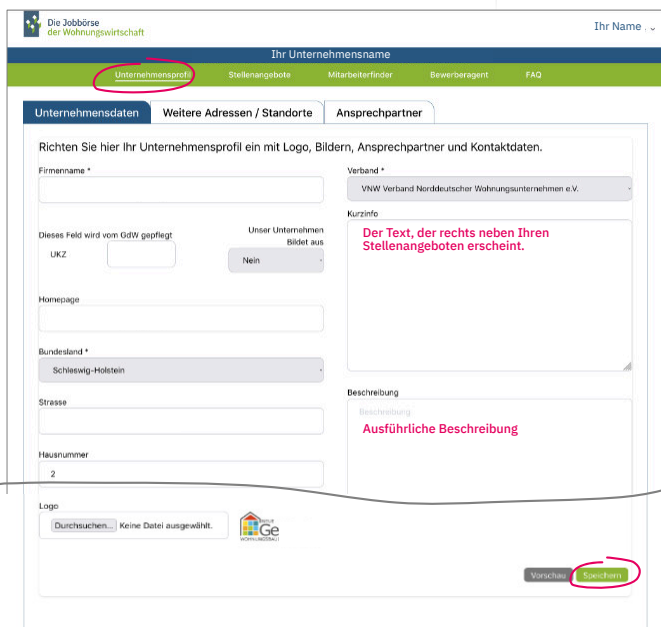 Die Jobbörse
der Wohnungswirtschaft
Ihr Name
Ihr Unternehmensname
Unternehmensprofil Stellenangebote Mitarbeiterfinder Bewerberagent FAQ
Unternehmensdaten Weitere Adressen / Standorte Ansprechpartner
Richten Sie hier Ihr Unternehmensprofil ein mit Logo, Bildern, Ansprechpartner und Kontaktdaten.
Firmenname *
Verband *
VNW Verband Norddeutscher Wohnungsunternehmen e.V.
Kurzinfo
Der Text, der rechts neben Ihren
Stellenangeboten erscheint.
Dieses Feld wird vom GdW gepflegt
UKZ
Unser Unternehmen
Bildet aus
Nein
Homepage
Bundesland *
Schleswig-Holstein
Strasse
Beschreibung
Beschreibung
Ausführliche Beschreibung
Hausnummer
2
Logo
Durchsuchen... Keine Datei ausgewählt.
Ge
Vorschau Speichern